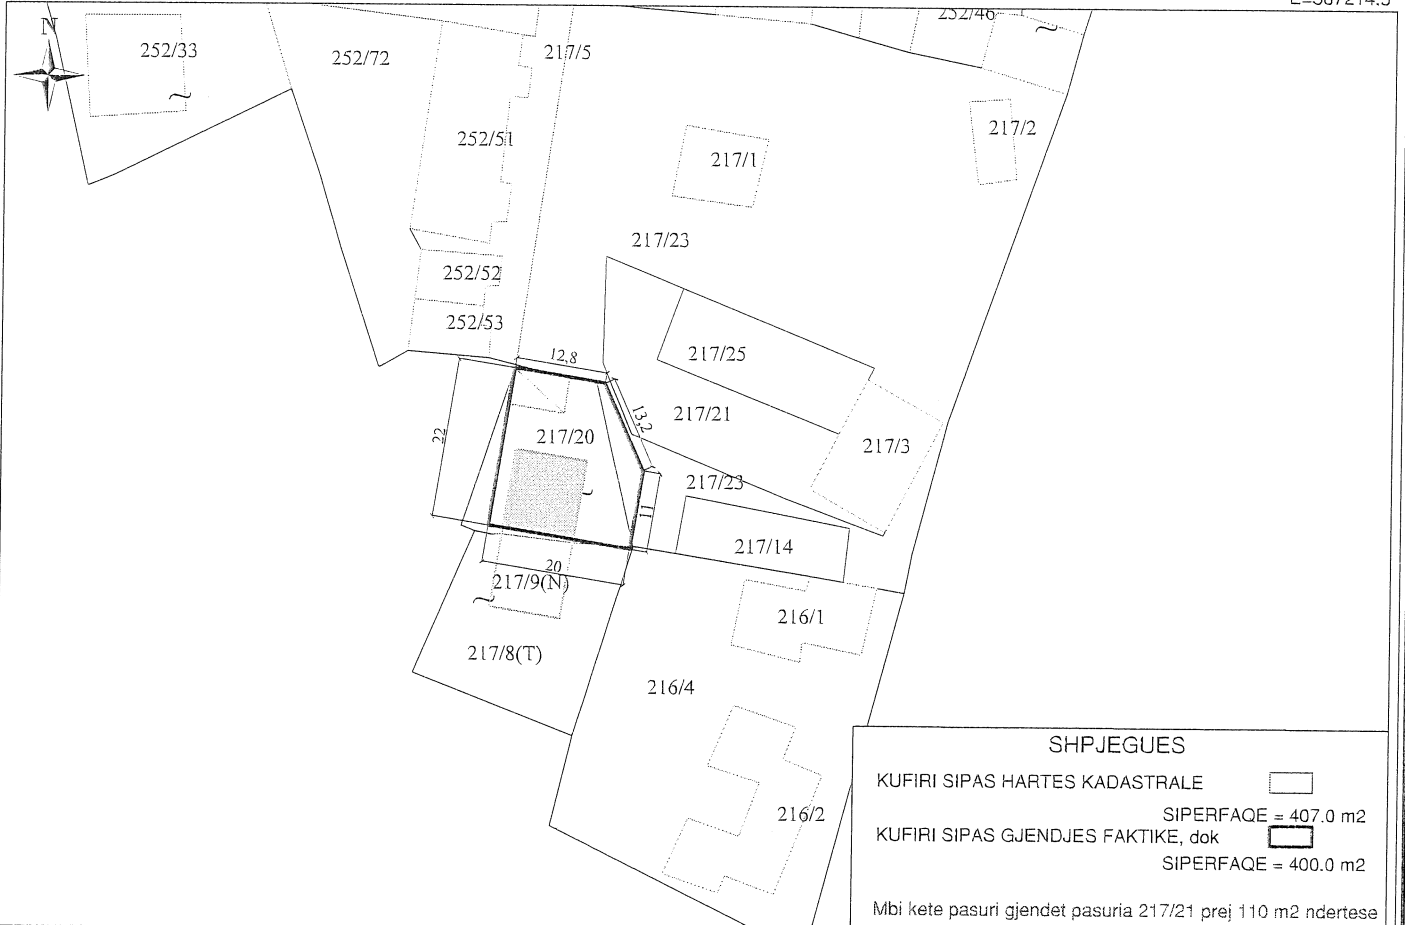 N
252/33
252/72
217/5
252/46
252/51
217/1
217/2
217/23
252/52
252/53
12,8
217/25
13,2
217/21
22
217/20
217/3
217/23
11
217/14
20
217/9(N)
216/1
217/8(T)
216/4
216/2
SHPJEGUES
KUFIRI SIPAS HARTES KADASTRALE
SIPERFAQE = 407.0 m2
KUFIRI SIPAS GJENDJES FAKTIKE, dok
SIPERFAQE = 400.0 m2
Mbi kete pasuri gjendet pasuria 217/21 prej 110 m2 ndertese